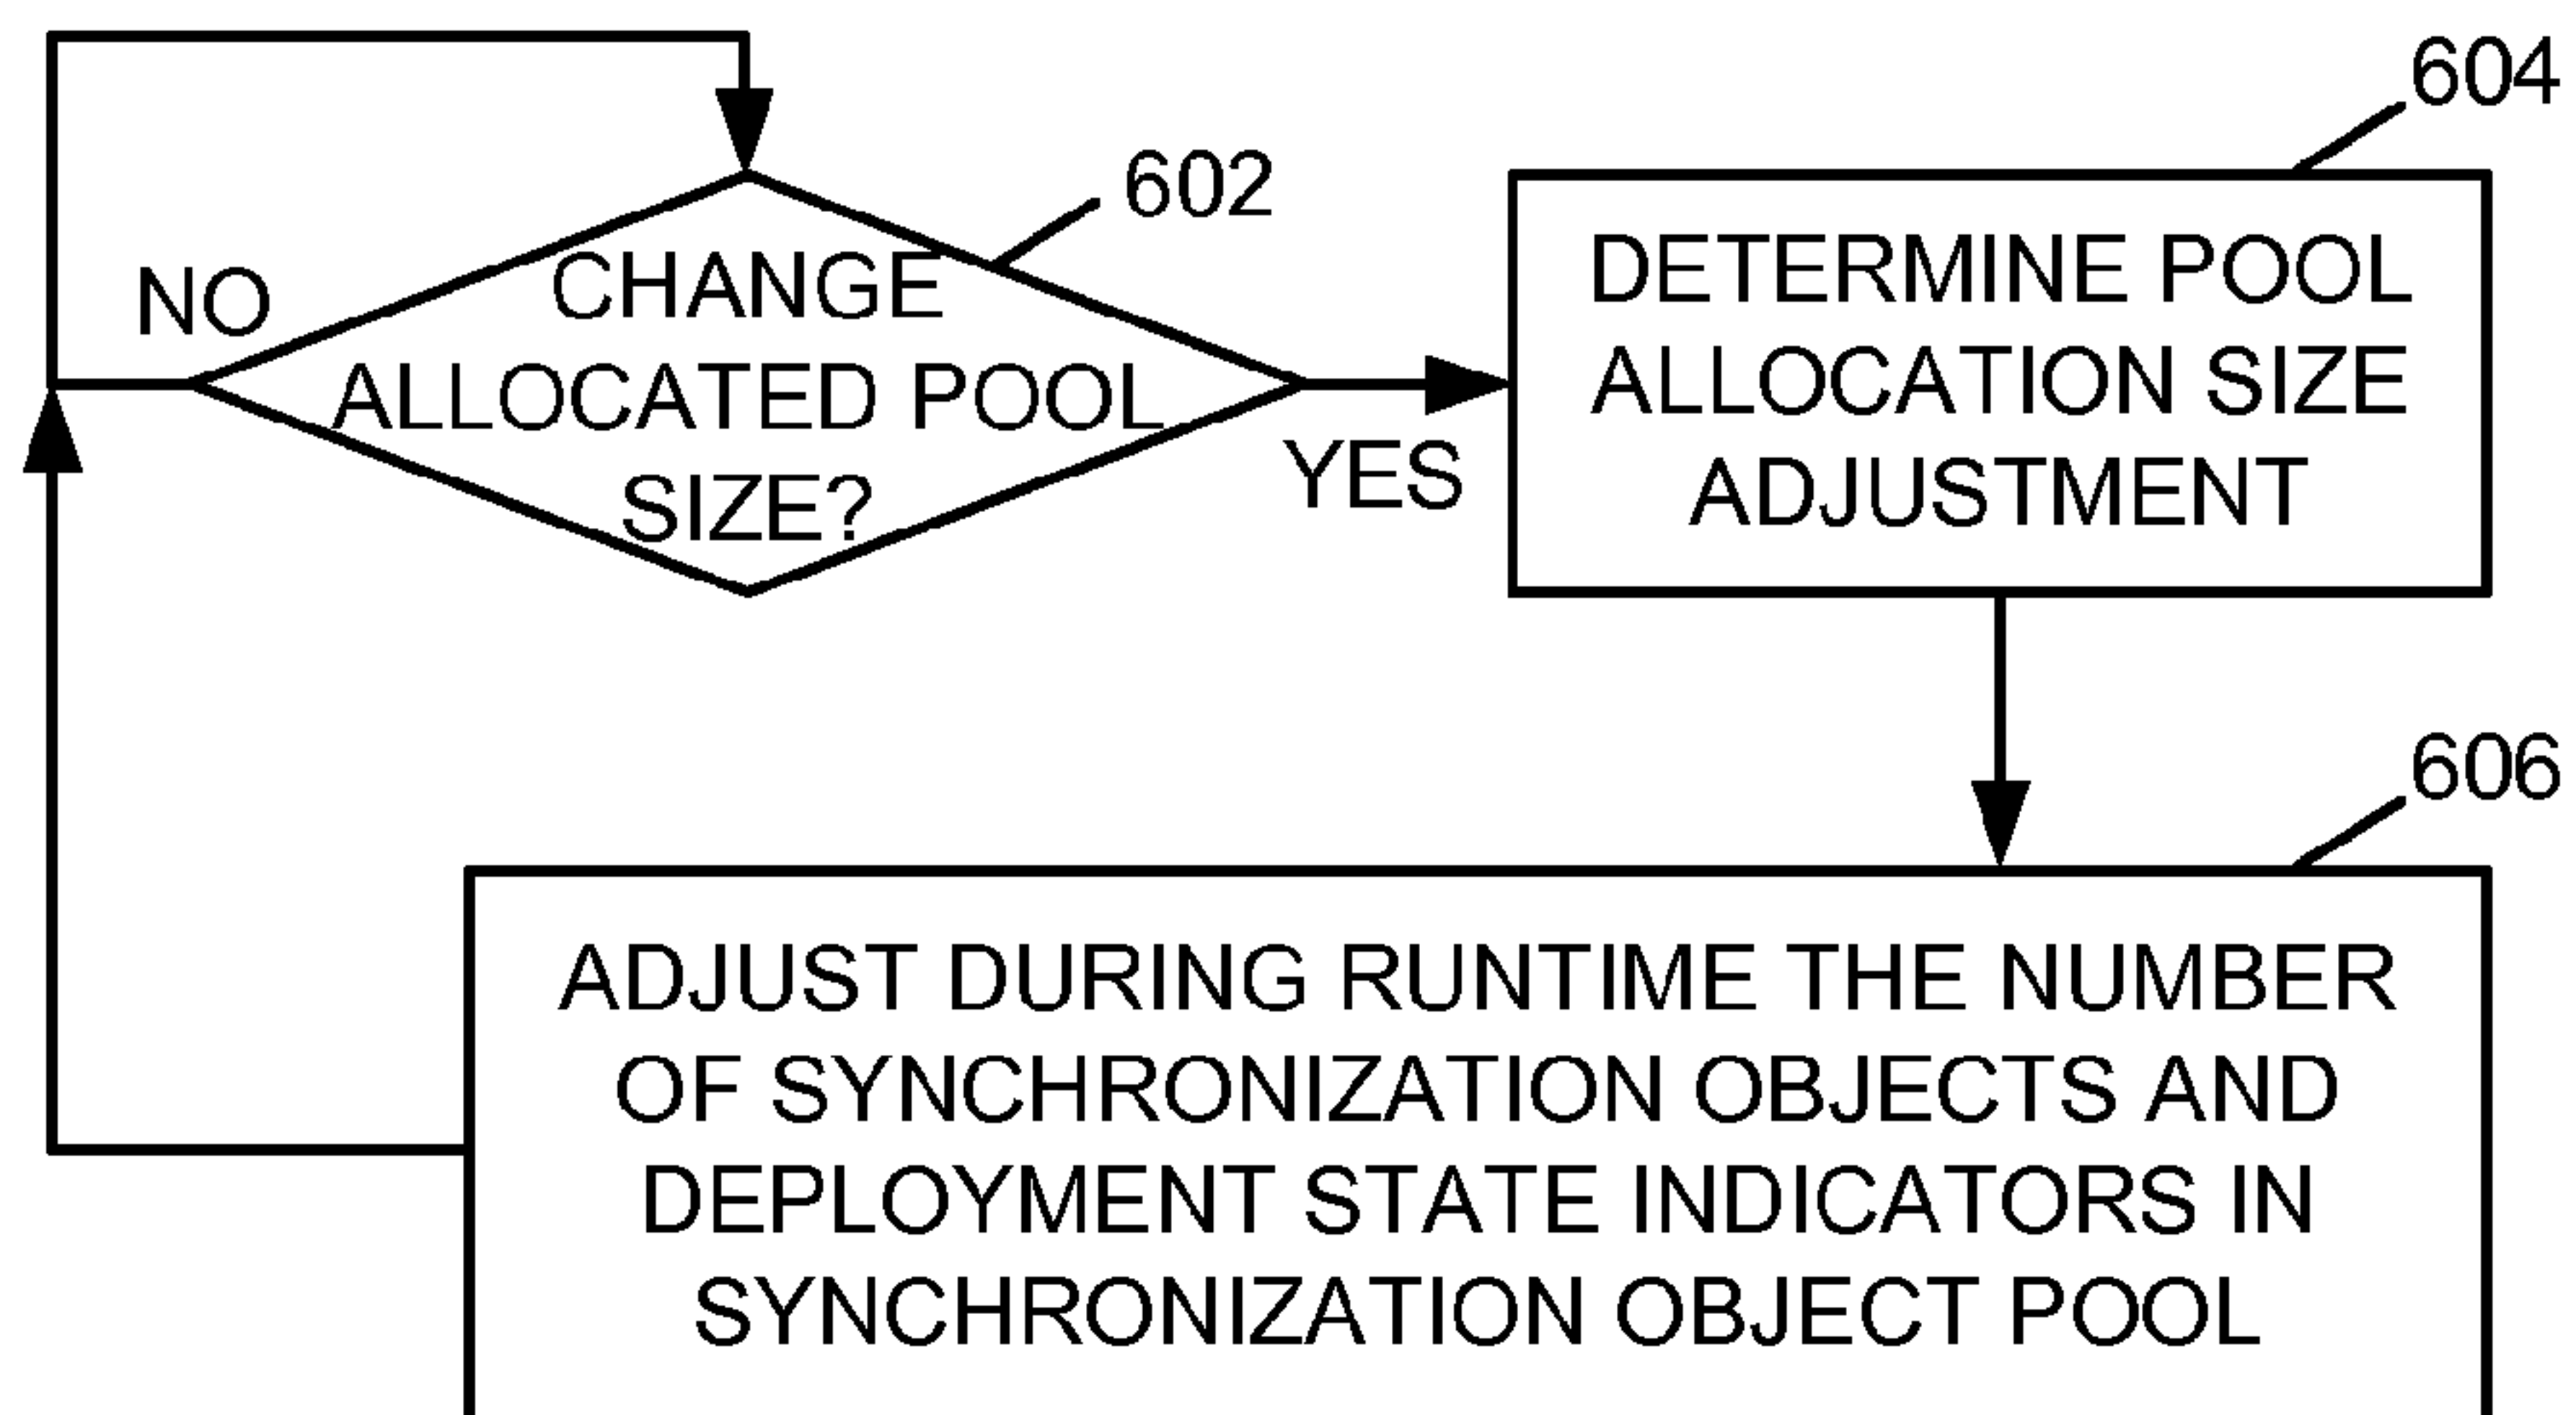 604
602
NO
CHANGE
ALLOCATED POOL
SIZE?
YES
DETERMINE POOL
ALLOCATION SIZE
ADJUSTMENT
606
ADJUST DURING RUNTIME THE NUMBER
OF SYNCHRONIZATION OBJECTS AND
DEPLOYMENT STATE INDICATORS IN
SYNCHRONIZATION OBJECT POOL